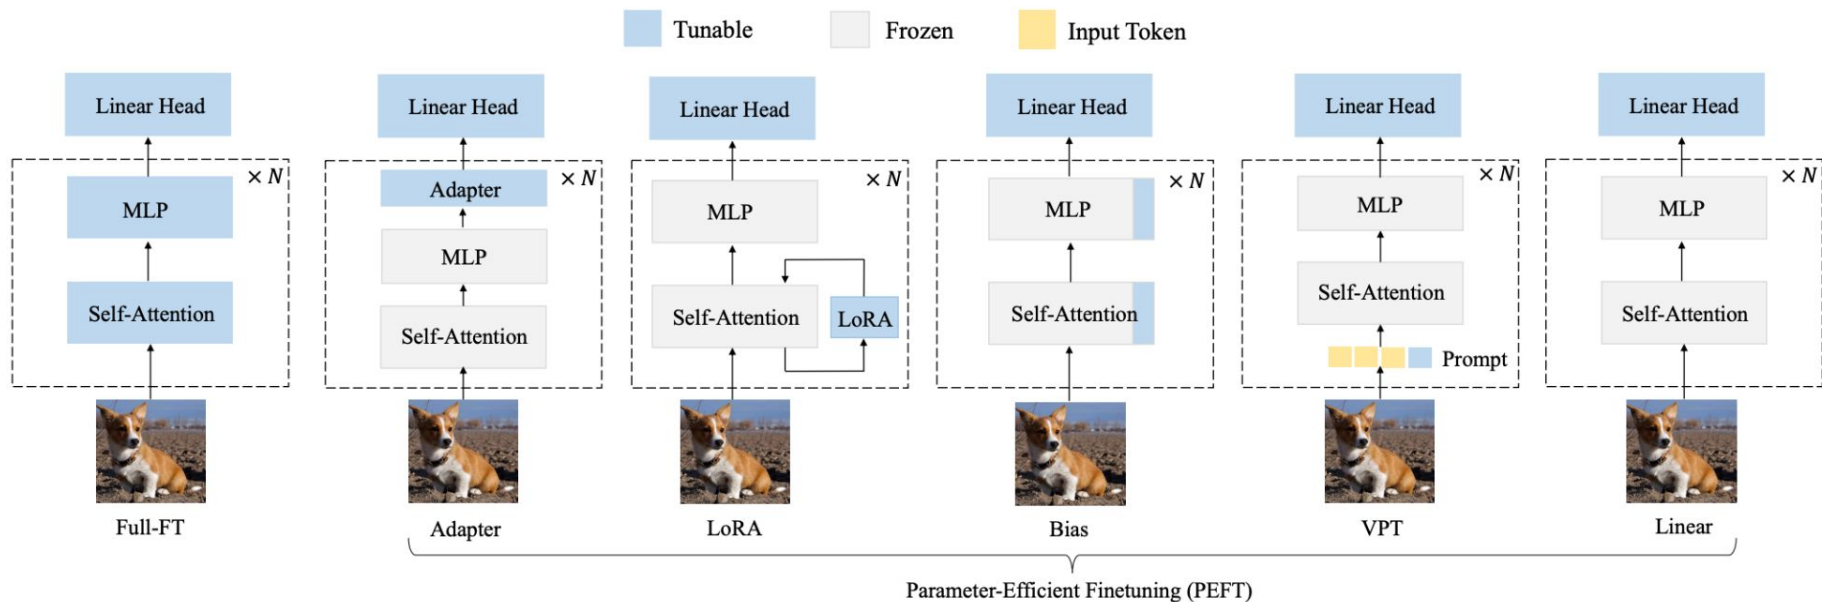 Tunable
Frozen
Input Token
Linear Head
× N
MLP
Self-Attention
Full-FT
Linear Head
× N
Adapter
MLP
Self-Attention
Adapter
Linear Head
× N
MLP
Self-Attention
LoRA
LoRA
Linear Head
× N
MLP
Self-Attention
Bias
Linear Head
× N
MLP
Self-Attention
Prompt
VPT
Linear Head
× N
MLP
Self-Attention
Linear
Parameter-Efficient Finetuning (PEFT)